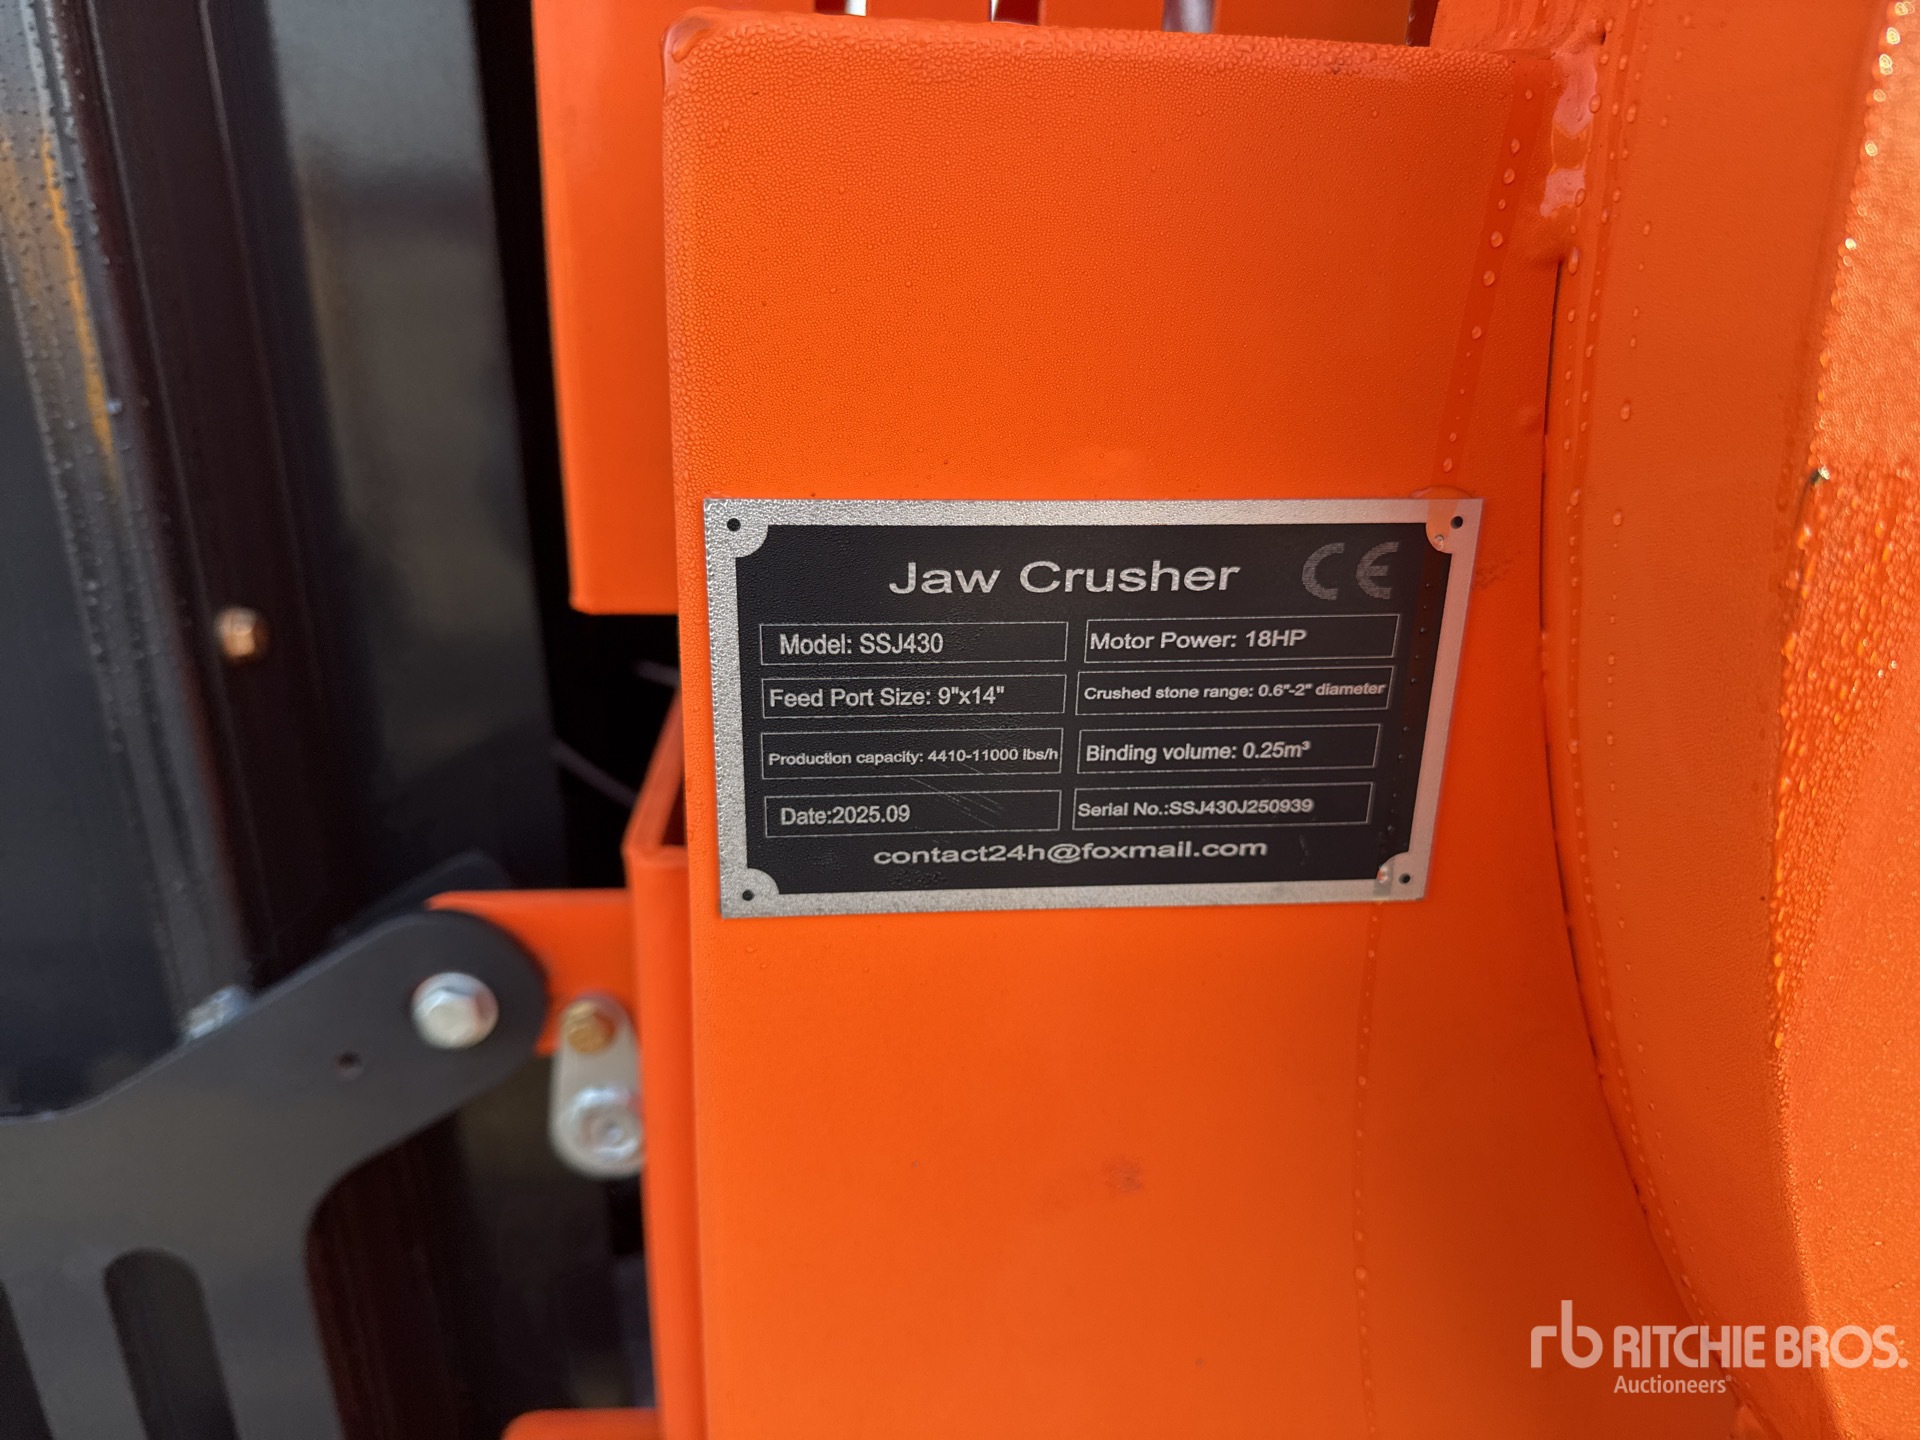 Jaw Crusher CE
Model: SSJ430 Motor Power: 18HP
Feed Port Size: 9"x14" Crushed stone range: 0.6"-2" diameter
Production capacity: 4410-11000 lbs/h Binding volume: 0.25m³
Date:2025.09 Serial No.:SSJ430J250939
contact24h@foxmail.com
rb RITCHIE BROS.
Auctioneers